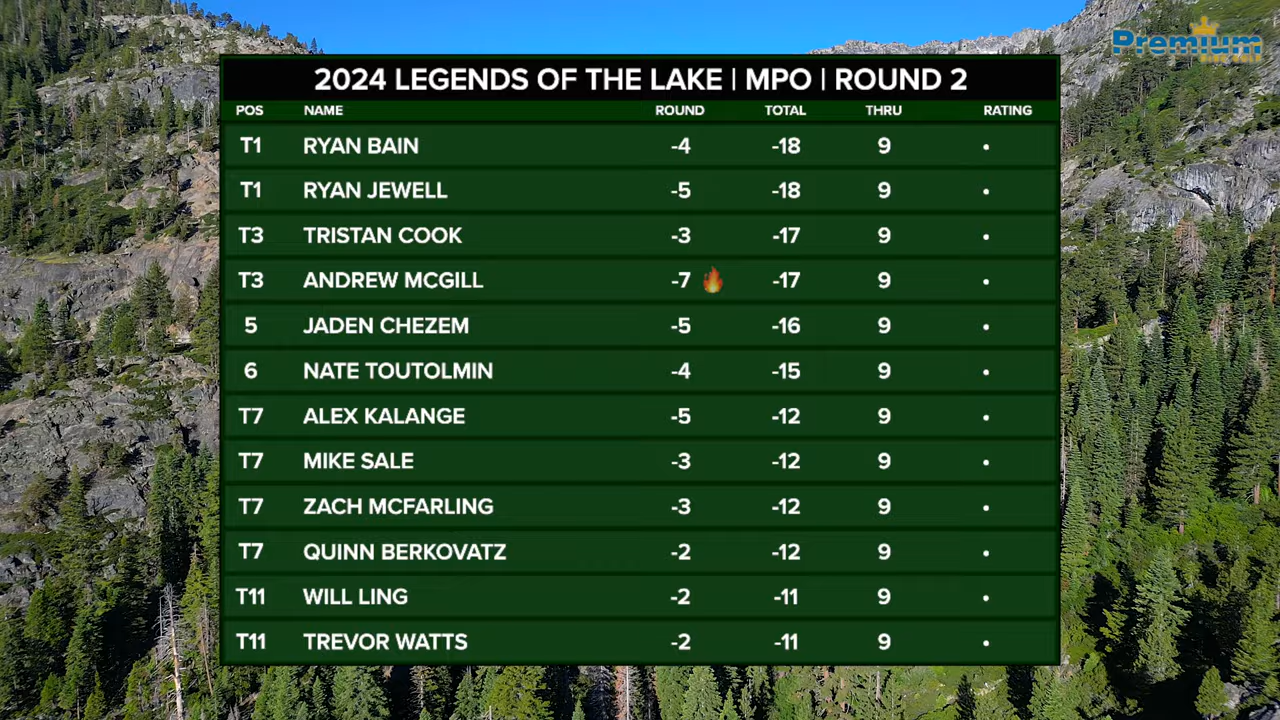 Premium
DISC GOLF
2024 LEGENDS OF THE LAKE | MPO | ROUND 2
POS NAME ROUND TOTAL THRU RATING
T1 RYAN BAIN -4 -18 9 •
T1 RYAN JEWELL -5 -18 9 •
T3 TRISTAN COOK -3 -17 9 •
T3 ANDREW MCGILL -7 🔥 -17 9 •
5 JADEN CHEZEM -5 -16 9 •
6 NATE TOUTOLMIN -4 -15 9 •
T7 ALEX KALANGE -5 -12 9 •
T7 MIKE SALE -3 -12 9 •
T7 ZACH MCFARLING -3 -12 9 •
T7 QUINN BERKOVATZ -2 -12 9 •
T11 WILL LING -2 -11 9 •
T11 TREVOR WATTS -2 -11 9 •